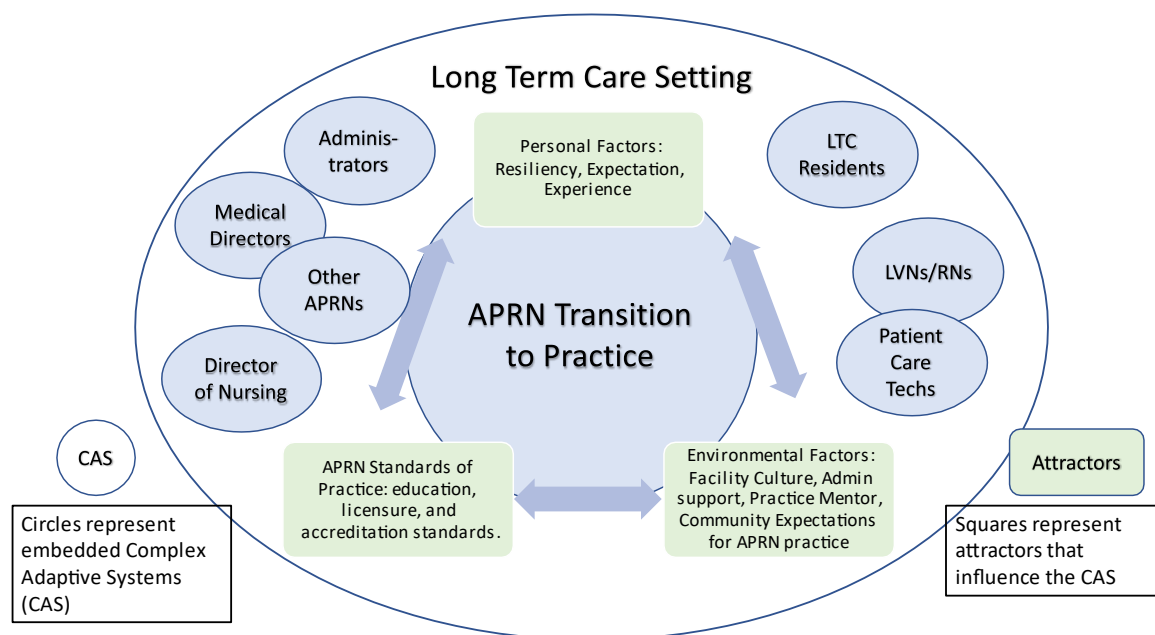 Long Term Care Setting
Adminis-
trators
Personal Factors:
Resiliency, Expectation,
Experience
LTC
Residents
Medical
Directors
Other
APRNs
LVNs/RNs
APRN Transition
to Practice
Director
of Nursing
Patient
Care
Techs
CAS
APRN Standards of
Practice: education,
licensure, and
accreditation standards.
Environmental Factors:
Facility Culture, Admin
support, Practice Mentor,
Community Expectations
for APRN practice
Attractors
Circles represent
embedded Complex
Adaptive Systems
(CAS)
Squares represent
attractors that
influence the CAS